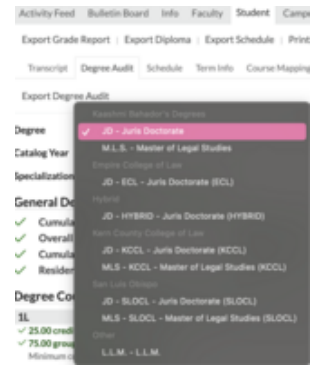 Activity Feed Bulletin Board Info Faculty Student Camp
Export Grade Report Export Diploma Export Schedule Print
Transcript Degree Audit Schedule Term Info Course Mapping
Export Degree Audit
Degrees
Degree
✓ JD - Juris Doctorate
Catalog Year
M.L.S. - Master of Legal Studies
Specialization
Empire College of Law
JD - ECL - Juris Doctorate (ECL)
General De
Hybrid
✓ Cumula
JD - HYBRID - Juris Doctorate (HYBRID)
✓ Overall
Kern County College of Law
✓ Cumula
JD - KCCL - Juris Doctorate (KCCL)
✓ Residen
MLS - KCCL - Master of Legal Studies (KCCL)
San Luis Obispo
Degree Co
JD - SLOCL - Juris Doctorate (SLOCL)
1L
MLS - SLOCL - Master of Legal Studies (SLOCL)
✓ 25.00 credi
Other
✓ 75.00 group
L.L.M. - L.L.M.
Minimum c